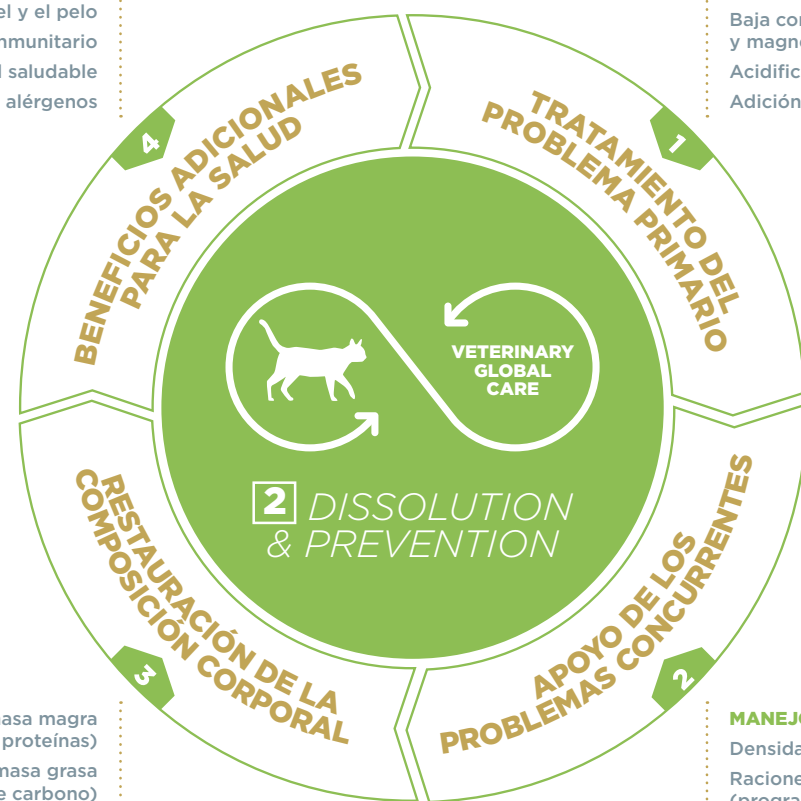 el y el pelo
nmunitario
saludable
alérgenos
Baja
y
Acidific
Adición
4
BENEFICIOS ADICIONALES
PARA LA SALUD
1
TRATAMIENTO DEL
PROBLEMA PRIMARIO
VETERINARY
GLOBAL
CARE
2 DISSOLUTION
& PREVENTION
3
RESTAURACIÓN DE LA
COMPOSICIÓN CORPORAL
2
APOYO DE LOS
PROBLEMAS CONCURRENTES
asa magra
proteínas)
masa grasa
e carbono)
MANEJO
Densida
Racione
(progra